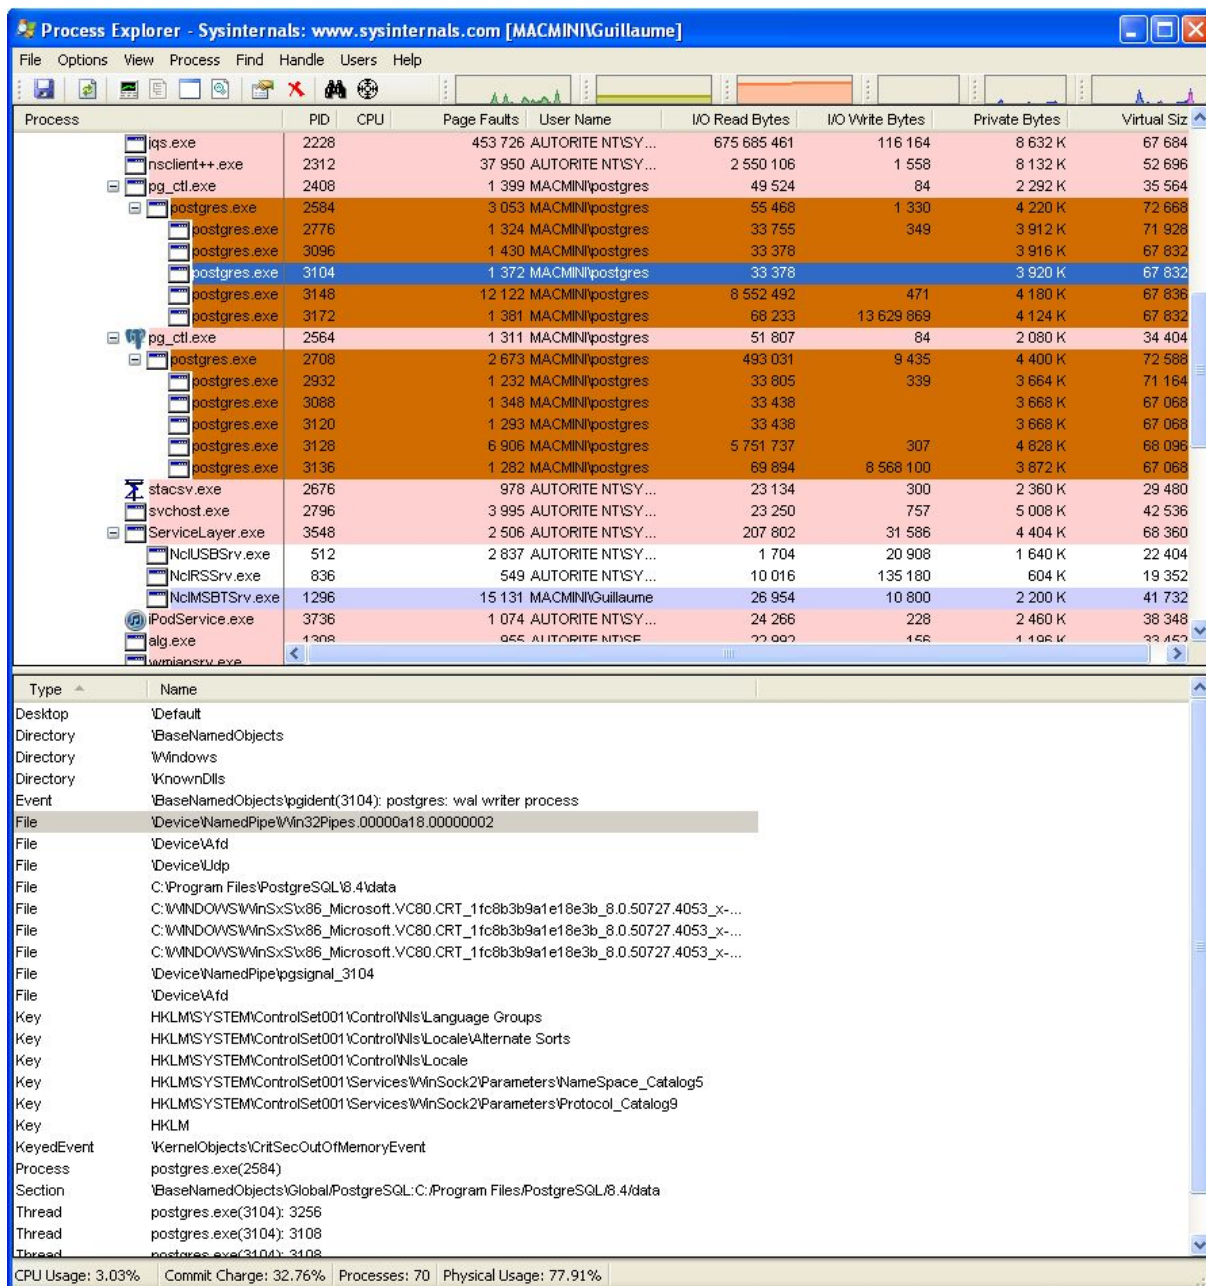 Process Explorer - Sysinternals: www.sysinternals.com [MACMINI\Guillaume]
File Options View Process Find Handle Users Help
Process PID CPU Page Faults User Name I/O Read Bytes I/O Write Bytes Private Bytes Virtual Siz
jqs.exe 2228 453 726 AUTORITE NT\SY... 675 685 461 116 164 8 632 K 67 684
nsclient++.exe 2312 37 950 AUTORITE NT\SY... 2 550 106 1 558 8 132 K 52 696
pg_ctl.exe 2408 1 399 MACMINI\postgres 49 524 84 2 292 K 35 564
postgres.exe 2584 3 053 MACMINI\postgres 55 468 1 330 4 220 K 72 668
postgres.exe 2776 1 324 MACMINI\postgres 33 755 349 3 912 K 71 928
postgres.exe 3096 1 430 MACMINI\postgres 33 378 3 916 K 67 832
postgres.exe 3104 1 372 MACMINI\postgres 33 378 3 920 K 67 832
postgres.exe 3148 12 122 MACMINI\postgres 8 552 492 471 4 180 K 67 836
postgres.exe 3172 1 381 MACMINI\postgres 68 233 13 629 869 4 124 K 67 832
pg_ctl.exe 2564 1 311 MACMINI\postgres 51 807 84 2 080 K 34 404
postgres.exe 2708 2 673 MACMINI\postgres 493 031 9 435 4 400 K 72 588
postgres.exe 2932 1 232 MACMINI\postgres 33 805 339 3 664 K 71 164
postgres.exe 3088 1 348 MACMINI\postgres 33 438 3 668 K 67 068
postgres.exe 3120 1 293 MACMINI\postgres 33 438 3 668 K 67 068
postgres.exe 3128 6 906 MACMINI\postgres 5 751 737 307 4 828 K 68 096
postgres.exe 3136 1 282 MACMINI\postgres 69 894 8 568 100 3 872 K 67 068
stacsv.exe 2676 978 AUTORITE NT\SY... 23 134 300 2 360 K 29 480
svchost.exe 2796 3 995 AUTORITE NT\SY... 23 250 757 5 008 K 42 536
ServiceLayer.exe 3548 2 506 AUTORITE NT\SY... 207 802 31 586 4 404 K 68 360
NclUSBSrv.exe 512 2 837 AUTORITE NT\SY... 1 704 20 908 1 640 K 22 404
NclRSSrv.exe 836 549 AUTORITE NT\SY... 10 016 135 180 604 K 19 352
NclMSBTSrv.exe 1296 15 131 MACMINI\Guillaume 26 954 10 800 2 200 K 41 732
iPodService.exe 3736 1 074 AUTORITE NT\SY... 24 266 228 2 460 K 38 348
alg.exe 1308 955 AUTORITE NT\SE... 22 992 156 1 196 K 33 452
Type Name
Desktop \Default
Directory \BaseNamedObjects
Directory \Windows
Directory \KnownDlls
Event \BaseNamedObjects\pgident(3104): postgres: wal writer process
File \Device\NamedPipe\Win32Pipes.00000a18.00000002
File \Device\Afd
File \Device\Udp
File C:\Program Files\PostgreSQL\8.4\data
File C:\WINDOWS\WinSxS\x86_Microsoft.VC80.CRT_1fc8b3b9a1e18e3b_8.0.50727.4053_x-...
File C:\WINDOWS\WinSxS\x86_Microsoft.VC80.CRT_1fc8b3b9a1e18e3b_8.0.50727.4053_x-...
File C:\WINDOWS\WinSxS\x86_Microsoft.VC80.CRT_1fc8b3b9a1e18e3b_8.0.50727.4053_x-...
File \Device\NamedPipe\pgsignal_3104
File \Device\Afd
Key HKLM\SYSTEM\ControlSet001\Control\Nls\Language Groups
Key HKLM\SYSTEM\ControlSet001\Control\Nls\Locale\Alternate Sorts
Key HKLM\SYSTEM\ControlSet001\Control\Nls\Locale
Key HKLM\SYSTEM\ControlSet001\Services\WinSock2\Parameters\NameSpace_Catalog5
Key HKLM\SYSTEM\ControlSet001\Services\WinSock2\Parameters\Protocol_Catalog9
Key HKLM
KeyedEvent \KernelObjects\CritSecOutOfMemoryEvent
Process postgres.exe(2584)
Section \BaseNamedObjects\Global/PostgreSQL:C:/Program Files/PostgreSQL/8.4/data
Thread postgres.exe(3104): 3256
Thread postgres.exe(3104): 3108
Thread postgres.exe(3104): 3108
CPU Usage: 3.03% Commit Charge: 32.76% Processes: 70 Physical Usage: 77.91%